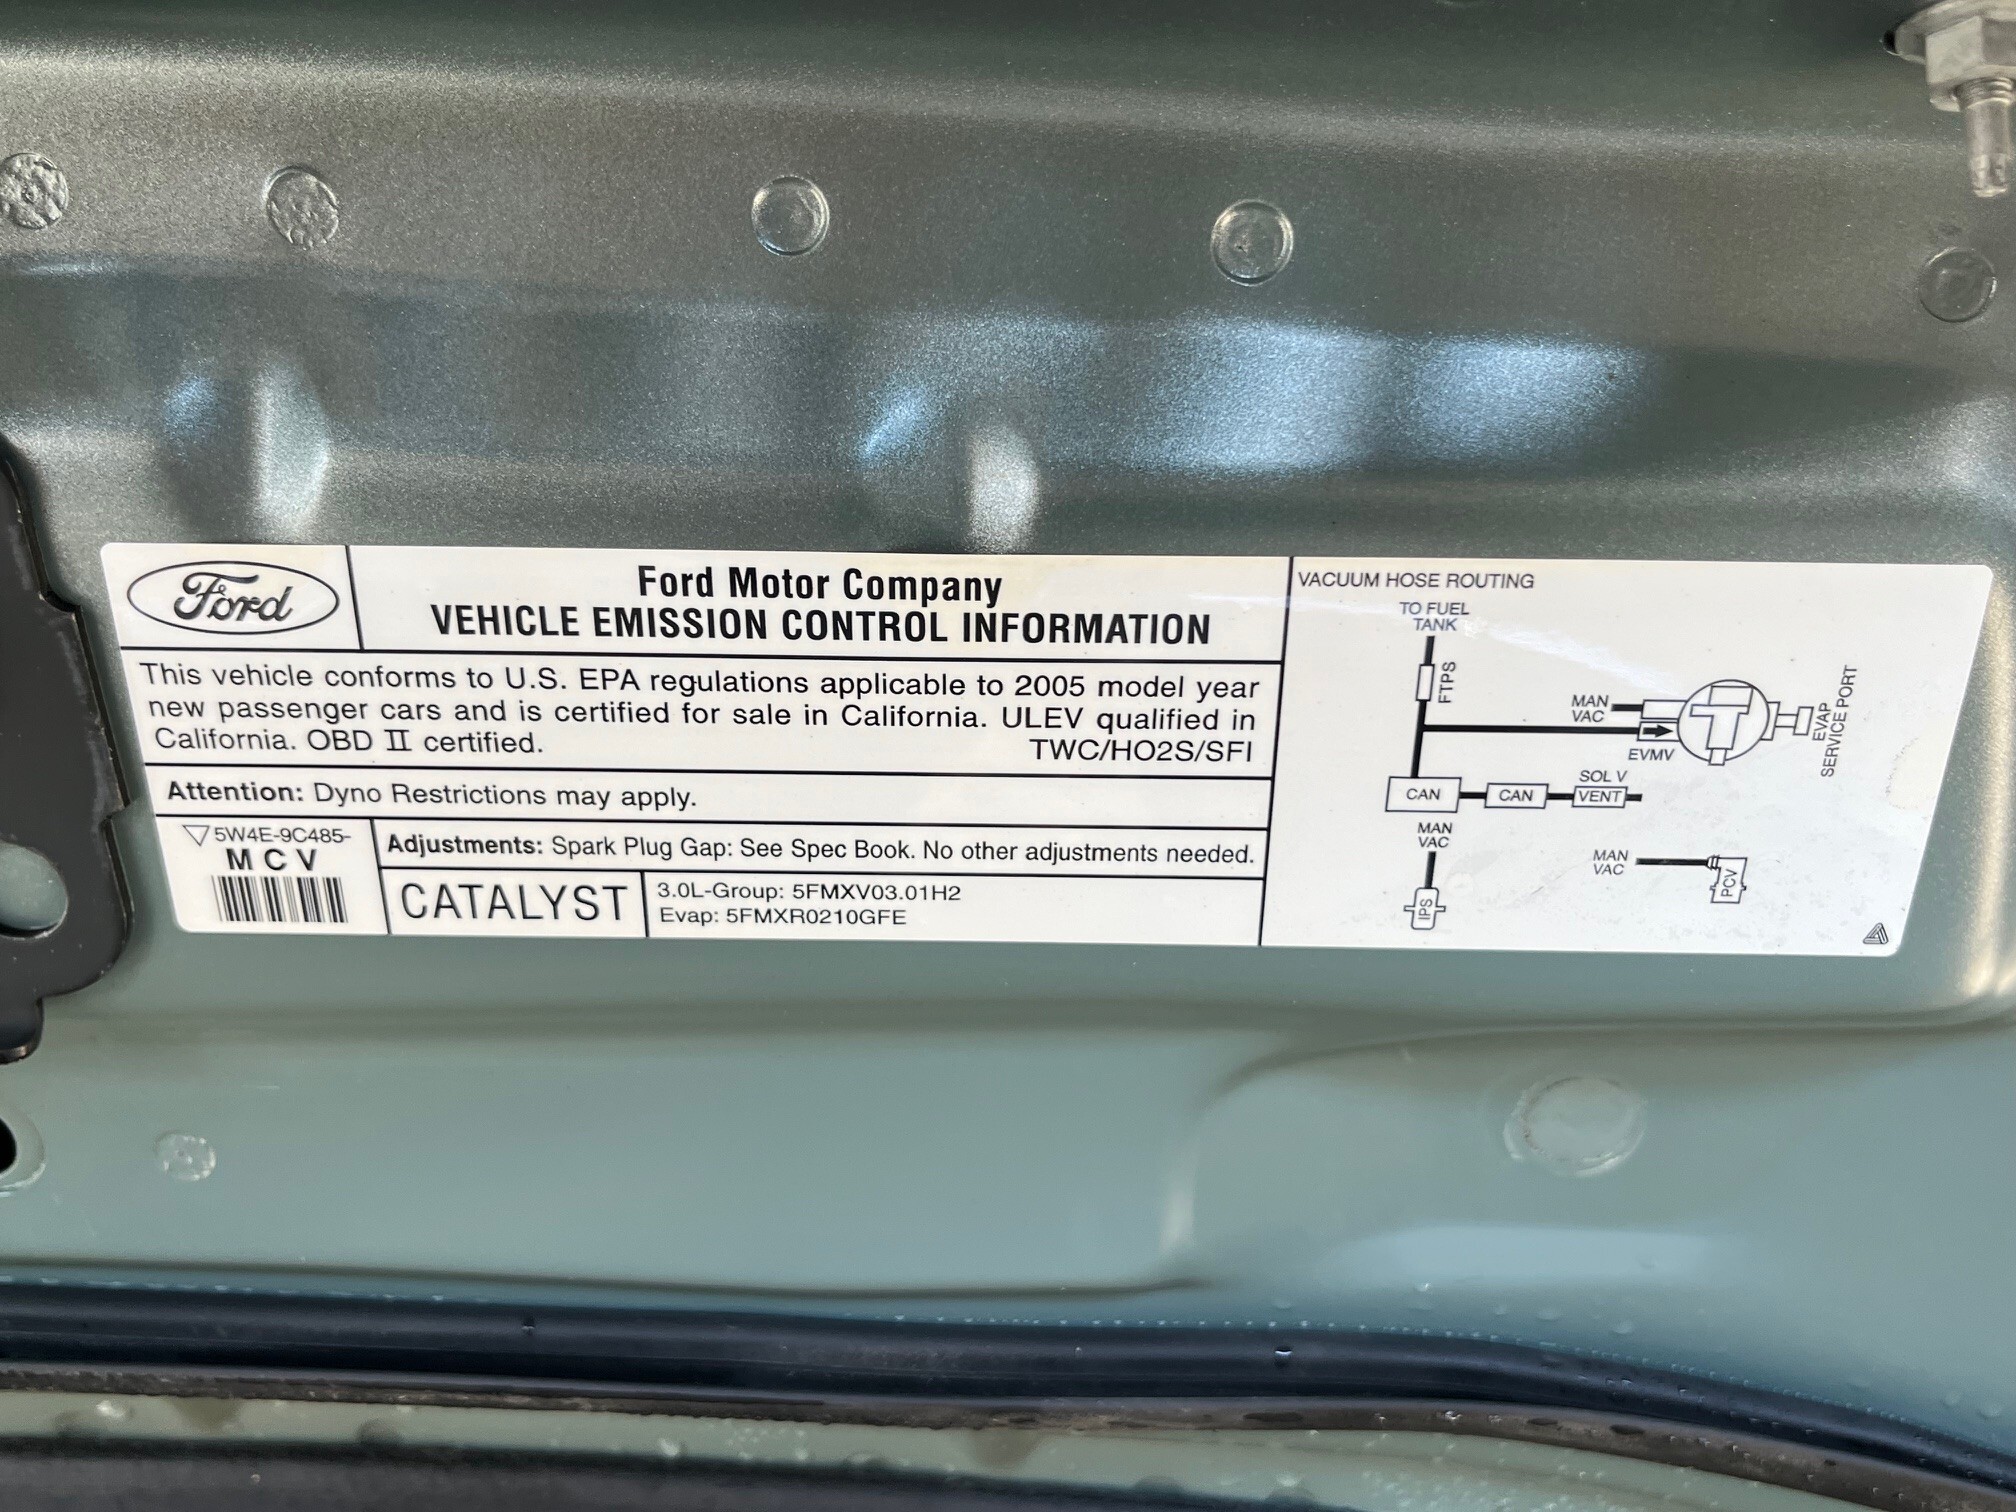 Ford
Ford Motor Company
VEHICLE EMISSION CONTROL INFORMATION
This vehicle conforms to U.S. EPA regulations applicable to 2005 model year
new passenger cars and is certified for sale in California. ULEV qualified in
California. OBD II certified.
TWC/HO2S/SFI
Attention: Dyno Restrictions may apply.
5W4E-9C485-
M C V
Adjustments: Spark Plug Gap: See Spec Book. No other adjustments needed.
CATALYST
3.0L-Group: 5FMXV03.01H2
Evap: 5FMXR0210GFE
VACUUM HOSE ROUTING
TO FUEL
TANK
FTPS
MAN
VAC
EVMV
EVAP
SERVICE PORT
CAN
CAN
SOL V
VENT
MAN
VAC
IPS
MAN
VAC
PCV